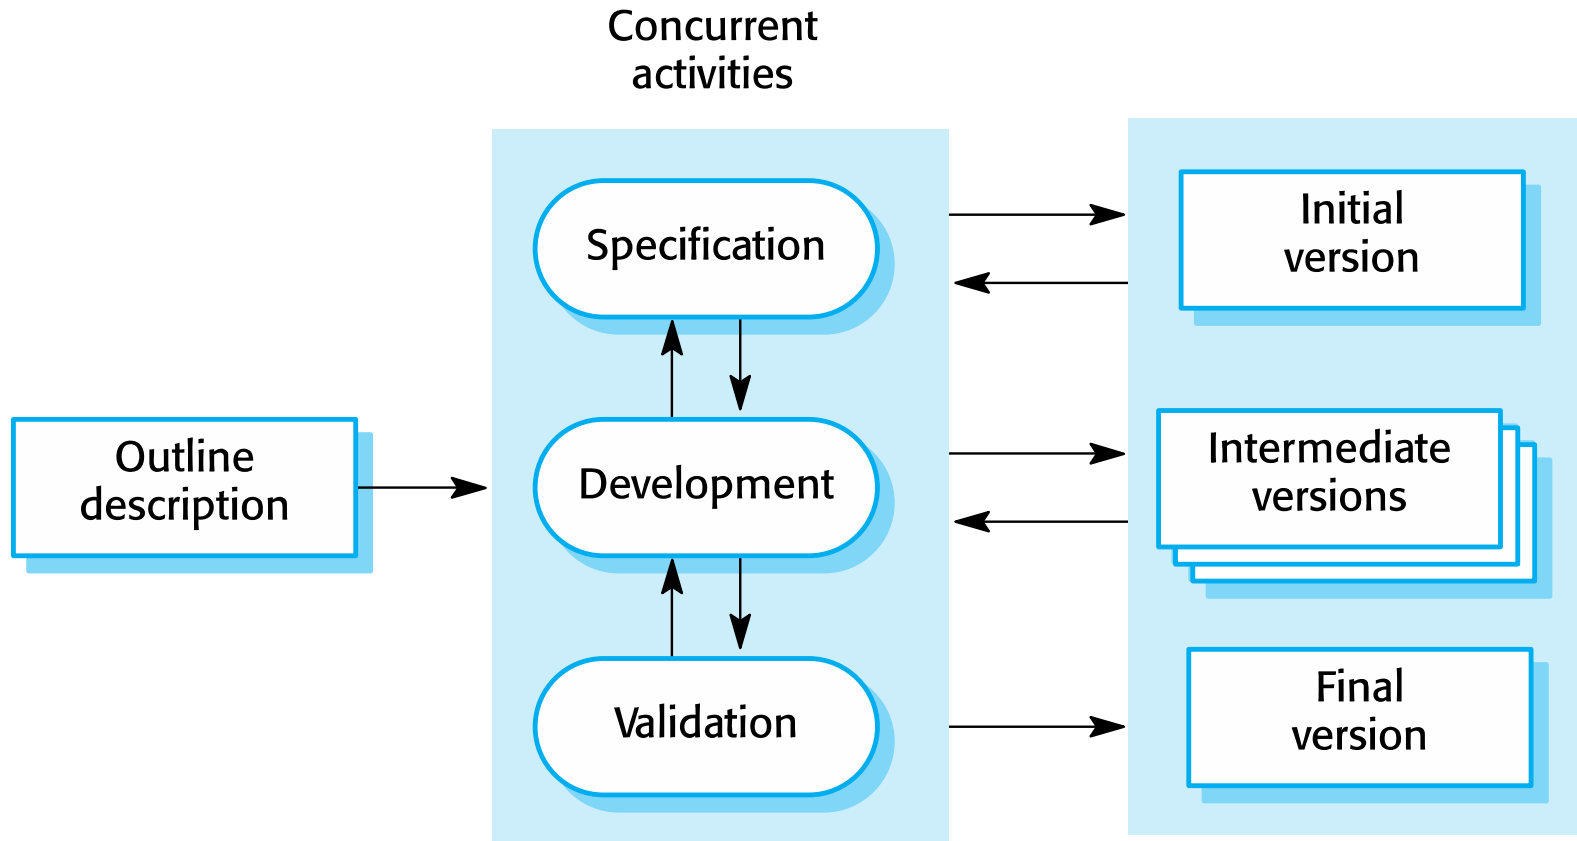 Concurrent
activities
Specification
Initial
version
Outline
description
Development
Intermediate
versions
Validation
Final
version